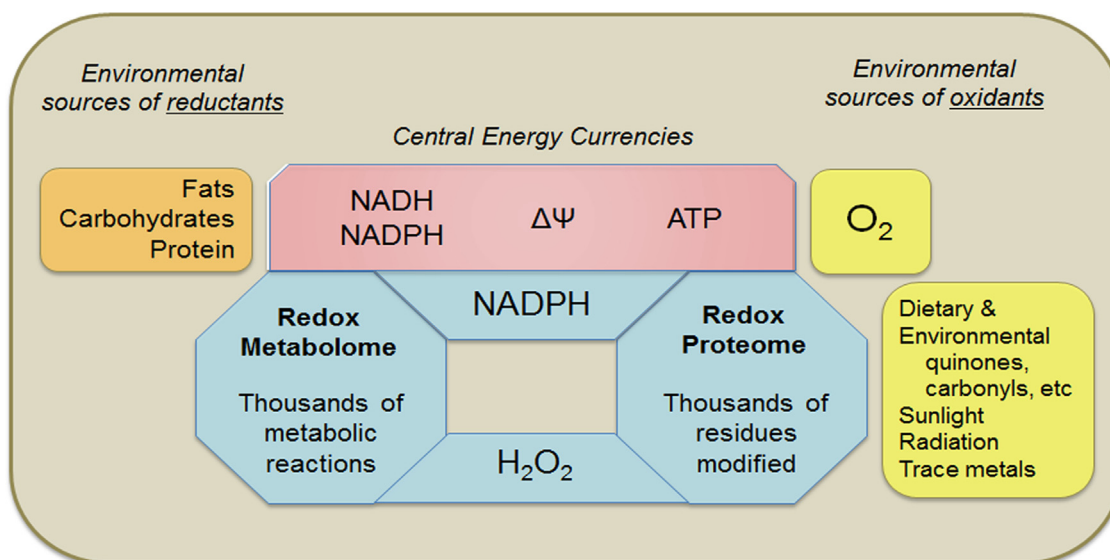 Environmental
sources of reductants
Environmental
sources of oxidants
Central Energy Currencies
Fats
Carbohydrates
Protein
NADH
NADPH
ΔΨ
ATP
O₂
NADPH
Redox
Metabolome
Thousands of
metabolic
reactions
Redox
Proteome
Thousands of
residues
modified
H₂O₂
Dietary &
Environmental
quinones,
carbonyls, etc
Sunlight
Radiation
Trace metals